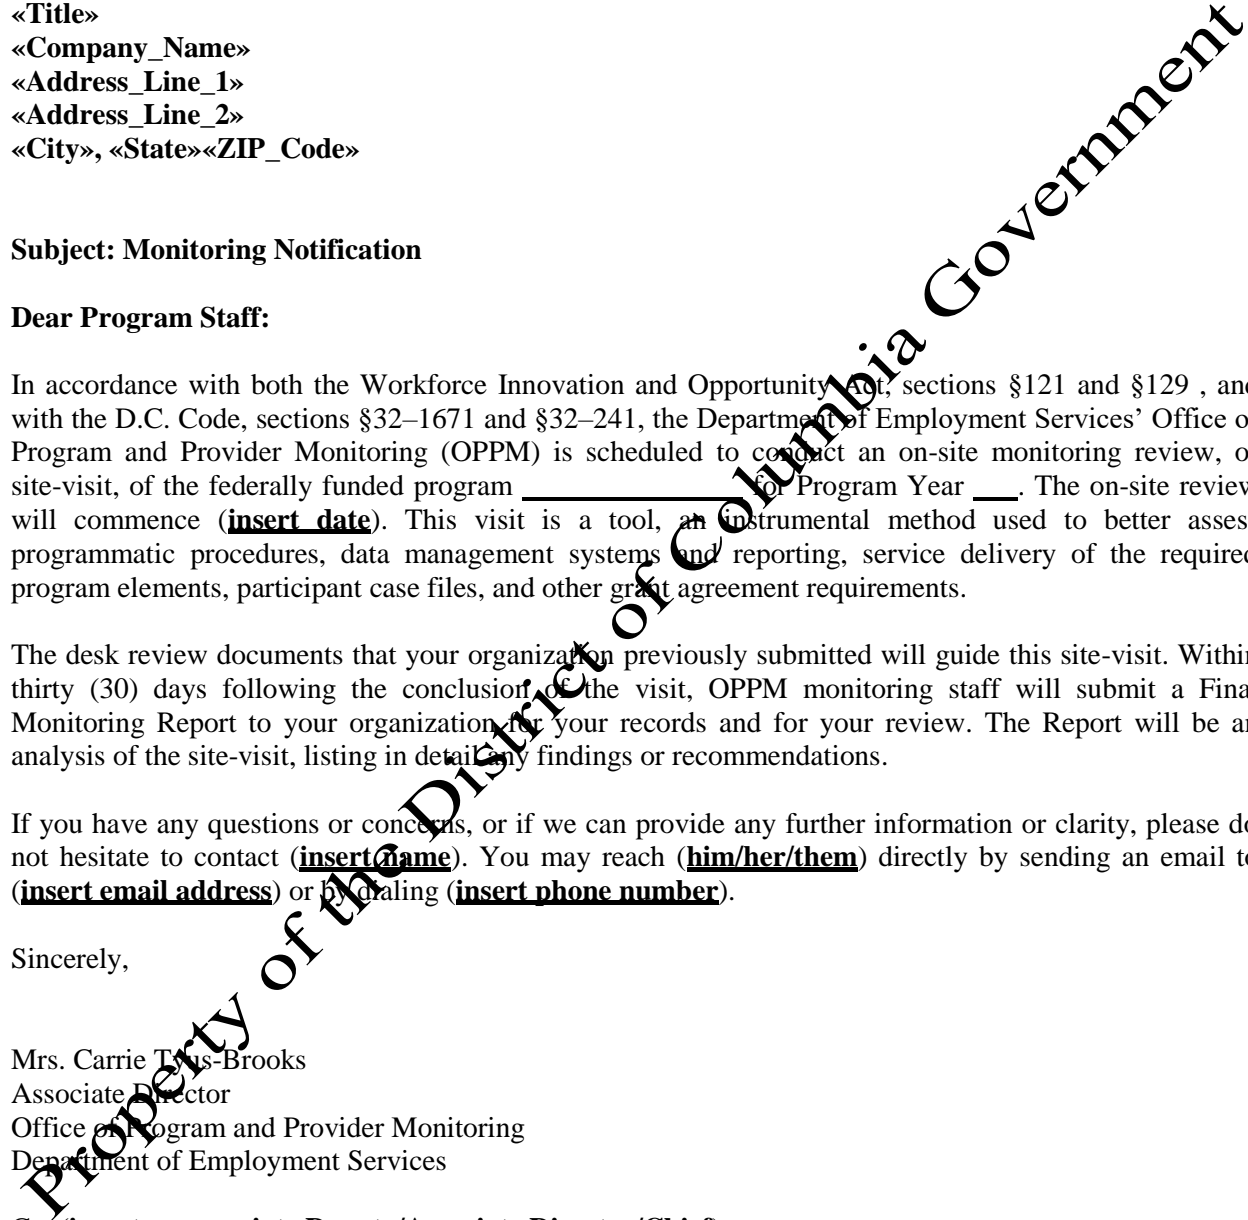 «Title»
«Company_Name»
«Address_Line_1»
«Address_Line_2»
«City», «State»«ZIP_Code»
Subject: Monitoring Notification
Dear Program Staff:
In accordance with both the Workforce Innovation and Opportunity Act, sections §121 and §129 , and
with the D.C. Code, sections §32–1671 and §32–241, the Department of Employment Services’ Office o
Program and Provider Monitoring (OPPM) is scheduled to conduct an on-site monitoring review, o
site-visit, of the federally funded program _______________ for Program Year ___. The on-site review
will commence (insert date). This visit is a tool, an instrumental method used to better asses
programmatic procedures, data management systems and reporting, service delivery of the required
program elements, participant case files, and other grant agreement requirements.
The desk review documents that your organization previously submitted will guide this site-visit. Within
thirty (30) days following the conclusion of the visit, OPPM monitoring staff will submit a Fina
Monitoring Report to your organization for your records and for your review. The Report will be an
analysis of the site-visit, listing in detail any findings or recommendations.
If you have any questions or concerns, or if we can provide any further information or clarity, please do
not hesitate to contact (insert name). You may reach (him/her/them) directly by sending an email to
(insert email address) or by dialing (insert phone number).
Sincerely,
Mrs. Carrie Tyus-Brooks
Associate Director
Office of Program and Provider Monitoring
Department of Employment Services
Property of the District of Columbia Government